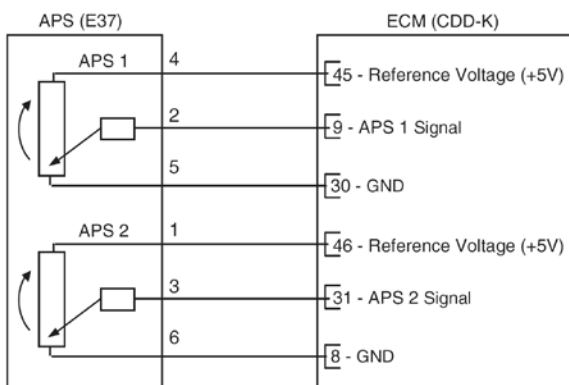 APS (E37) ECM (CDD-K)
APS 1 4 45 - Reference Voltage (+5V)
2 9 - APS 1 Signal
5 30 - GND
APS 2 1 46 - Reference Voltage (+5V)
3 31 - APS 2 Signal
6 8 - GND